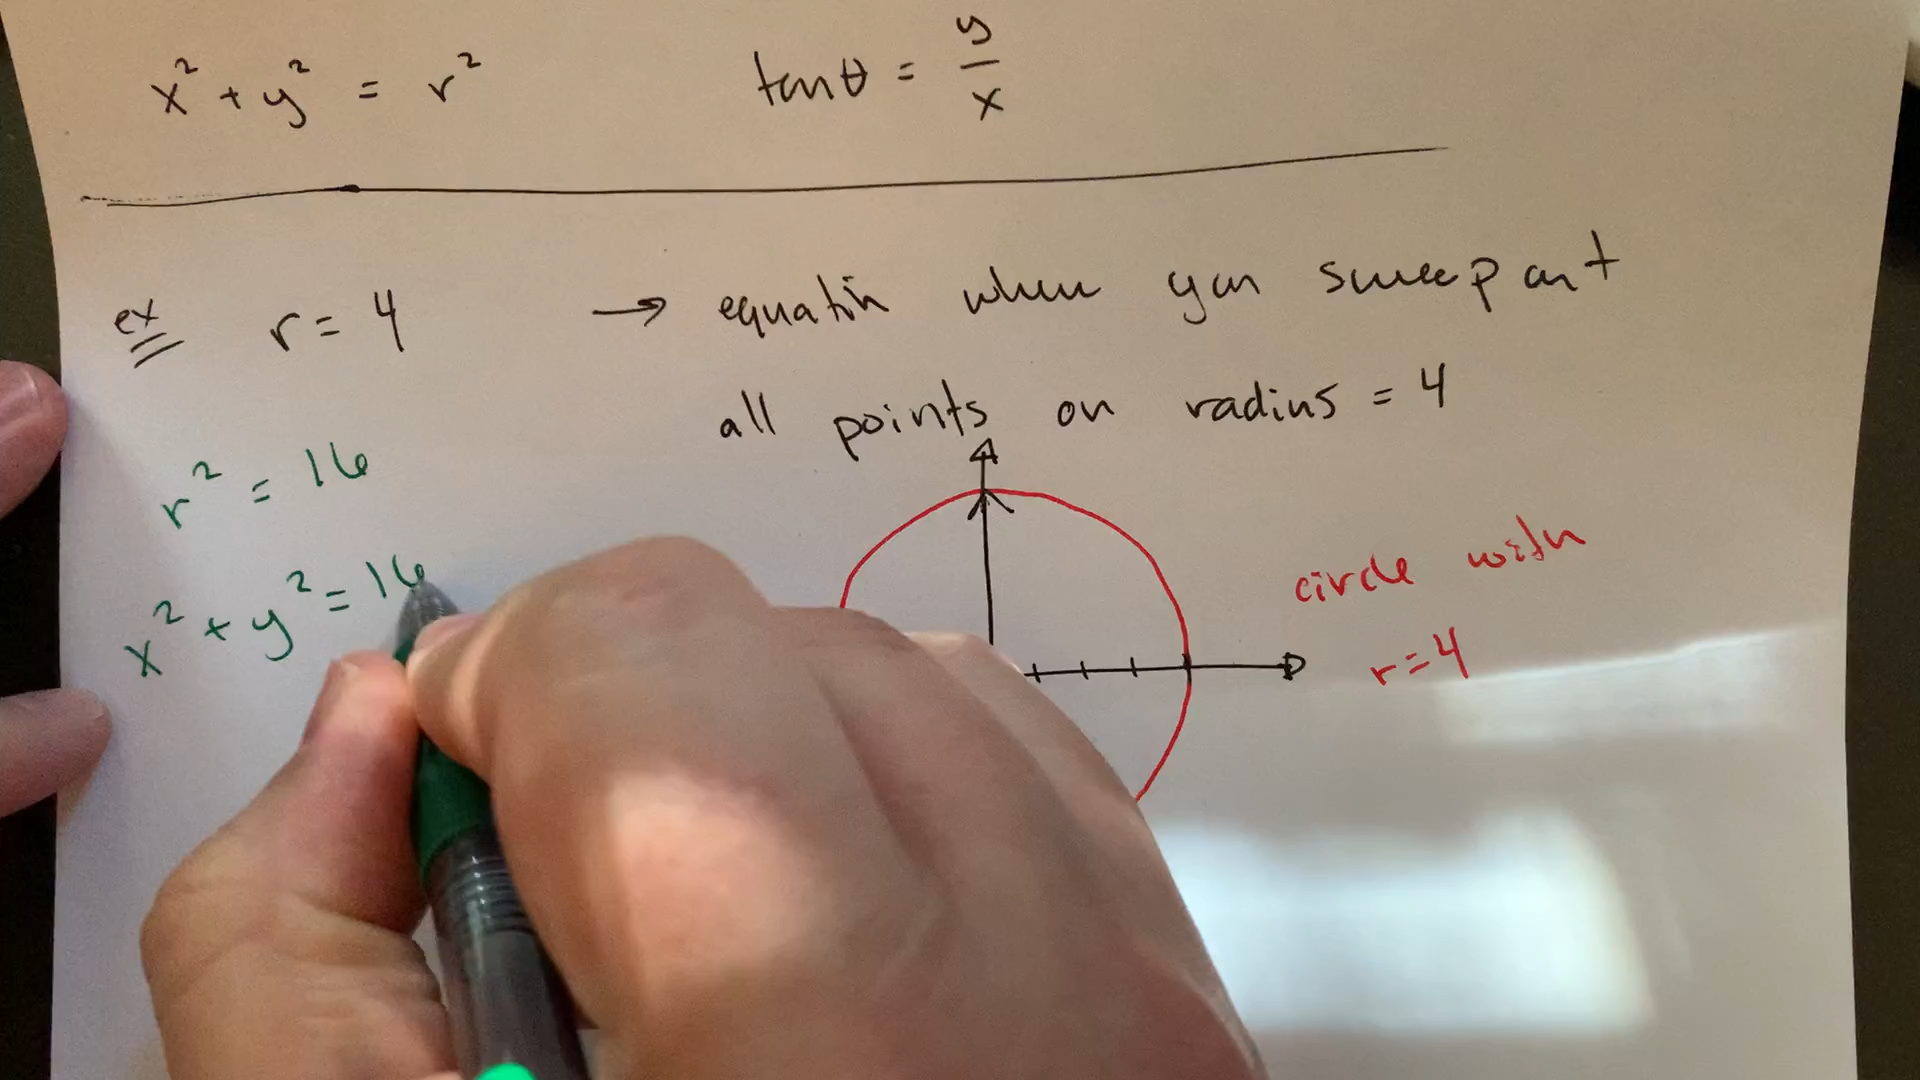 x² + y² = r² tanθ = y/x
ex r = 4 → equation when you sweep out
all points on radius = 4
r² = 16
x² + y² = 16
circle with
r = 4